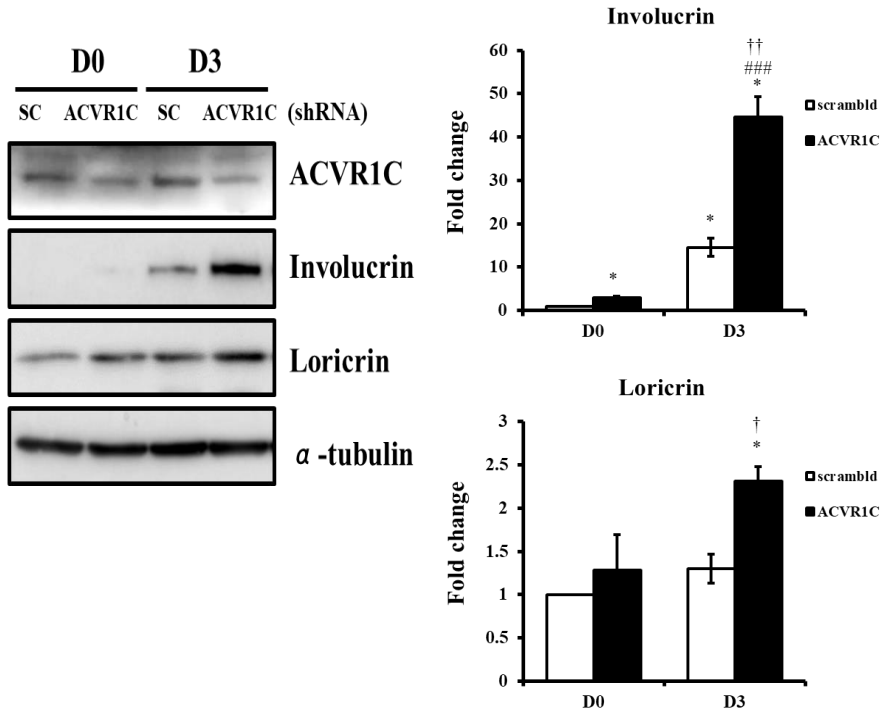 D0 D3
SC ACVR1C SC ACVR1C (shRNA)
ACVR1C
Involucrin
Loricrin
α-tubulin
Involucrin
Fold change
60
50
40
30
20
10
0
* * *
###
††
D0 D3
scrambld
ACVR1C
Loricrin
Fold change
3
2.5
2
1.5
1
0.5
0
†
*
D0 D3
scrambld
ACVR1C